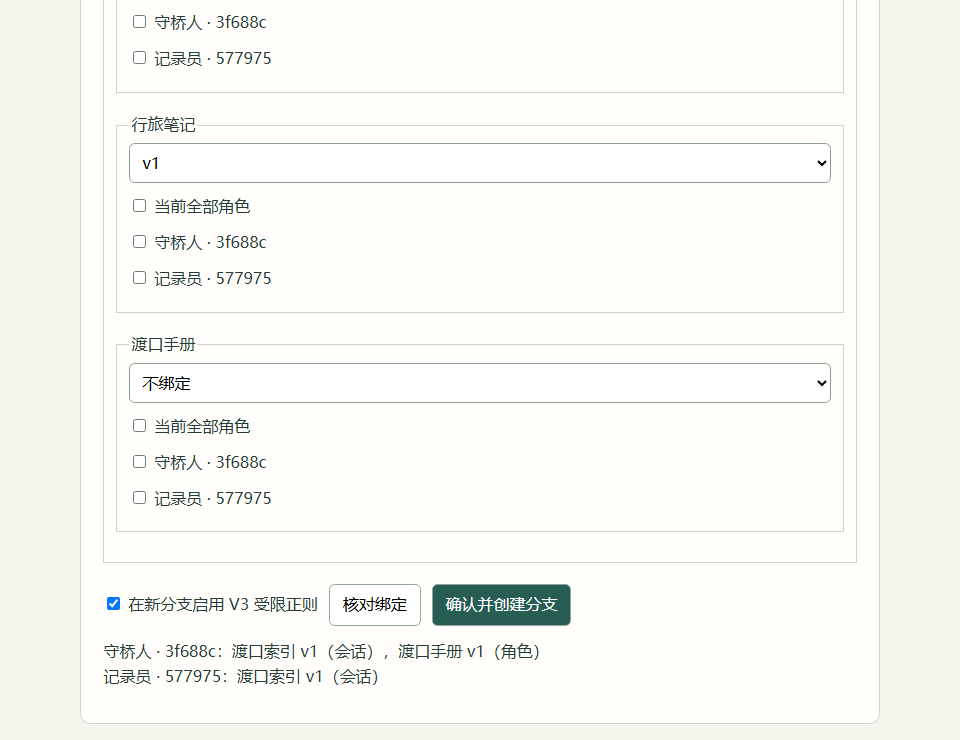 守桥人 · 3f688c
记录员 · 577975
行旅笔记
v1
当前全部角色
守桥人 · 3f688c
记录员 · 577975
渡口手册
不绑定
当前全部角色
守桥人 · 3f688c
记录员 · 577975
在新分支启用 V3 受限正则 核对绑定 确认并创建分支
守桥人 · 3f688c：渡口索引 v1（会话），渡口手册 v1（角色）
记录员 · 577975：渡口索引 v1（会话）